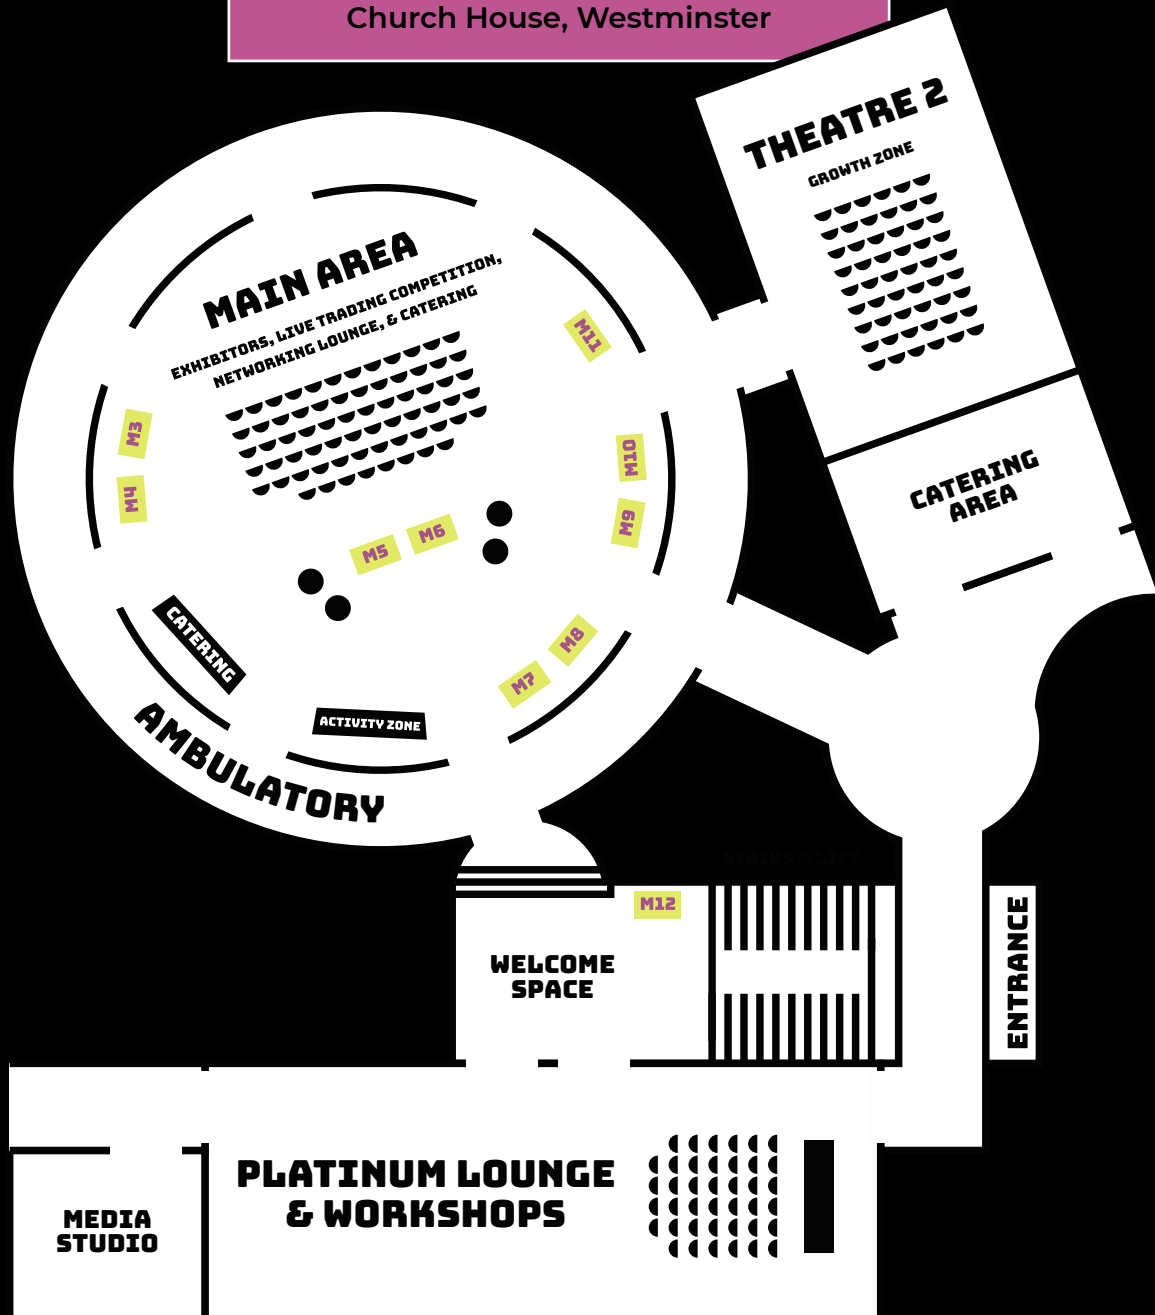 Church House, Westminster
THEATRE 2
GROWTH ZONE
MAIN AREA
EXHIBITORS, LIVE TRADING COMPETITION,
NETWORKING LOUNGE, & CATERING
M11
M3
M10
M4
M9
M6
M5
CATERING
AREA
M8
M7
CATERING
ACTIVITY ZONE
AMBULATORY
STAIRS & LIFT
M12
WELCOME
SPACE
ENTRANCE
PLATINUM LOUNGE
& WORKSHOPS
MEDIA
STUDIO